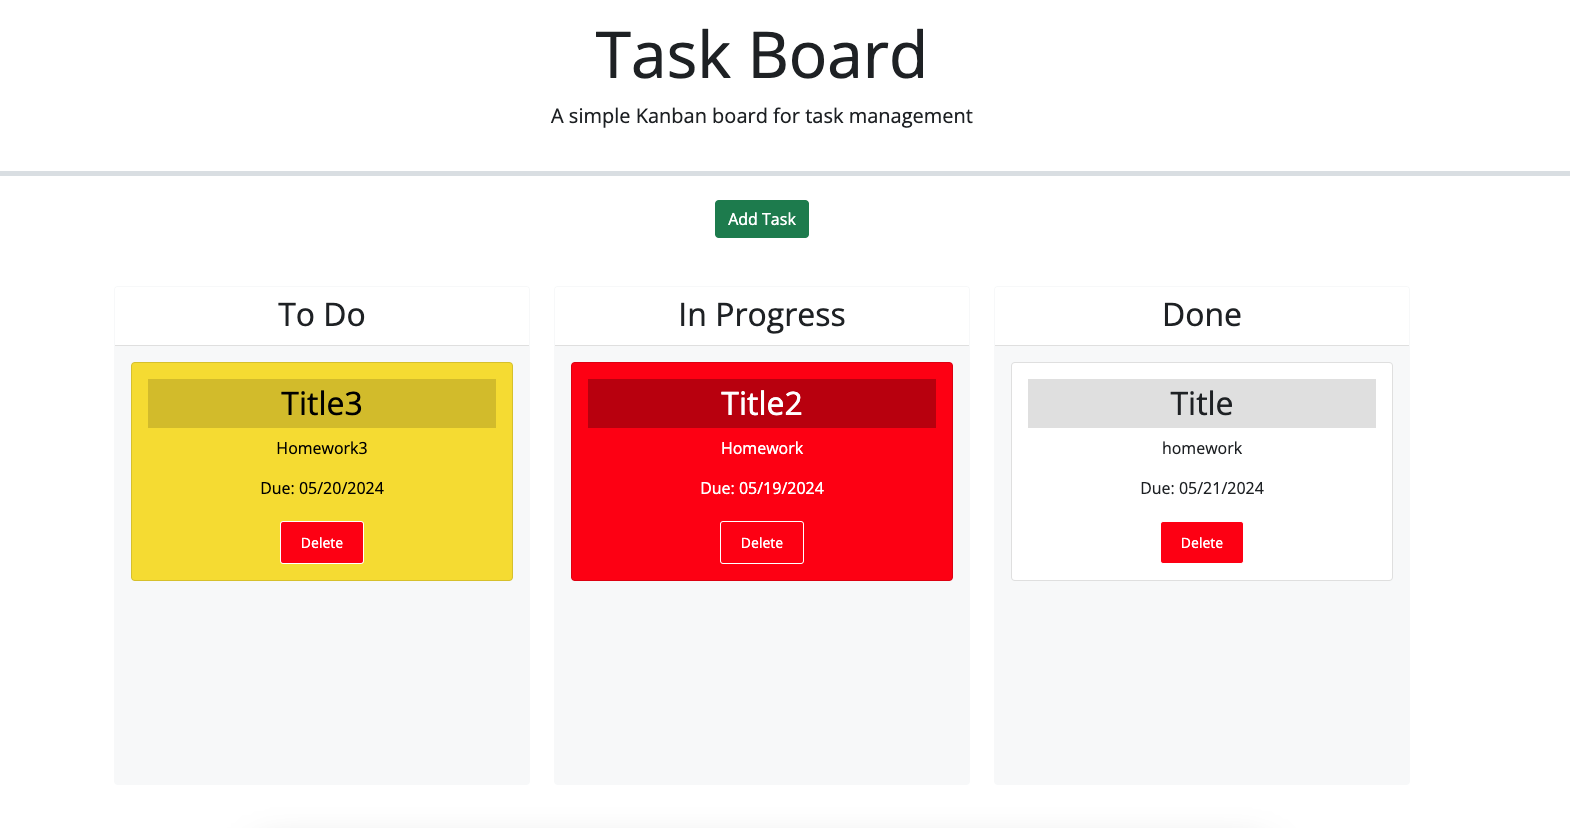 Task Board
A simple Kanban board for task management
Add Task
To Do
Title3
Homework3
Due: 05/20/2024
Delete
In Progress
Title2
Homework
Due: 05/19/2024
Delete
Done
Title
homework
Due: 05/21/2024
Delete